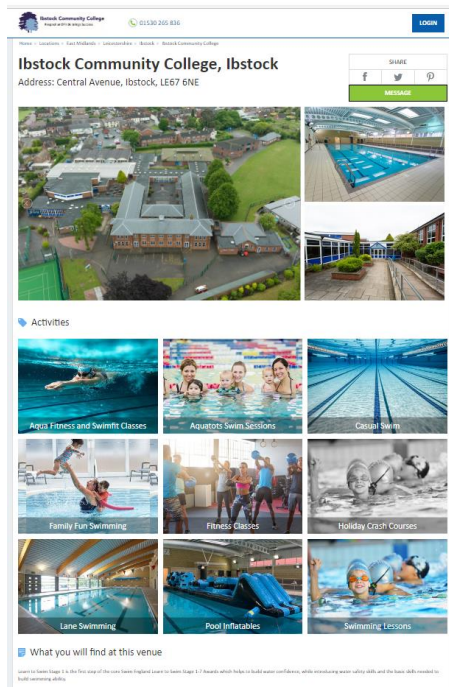 Ibstock Community College
01530 265 836
LOGIN
Home > Locations > East Midlands > Leicestershire > Ibstock > Ibstock Community College
Ibstock Community College, Ibstock
Address: Central Avenue, Ibstock, LE67 6NE
SHARE
MESSAGE
Activities
Aqua Fitness and Swimfit Classes
Aquatots Swim Sessions
Casual Swim
Family Fun Swimming
Fitness Classes
Holiday Crash Courses
Lane Swimming
Pool Inflatables
Swimming Lessons
What you will find at this venue
Learn to Swim Stage 1 is the first step of the core Swim England Learn to Swim Stage 1-7 Awards which helps to build water confidence, while introducing water safety skills and the basic skills needed to
build swimming ability.